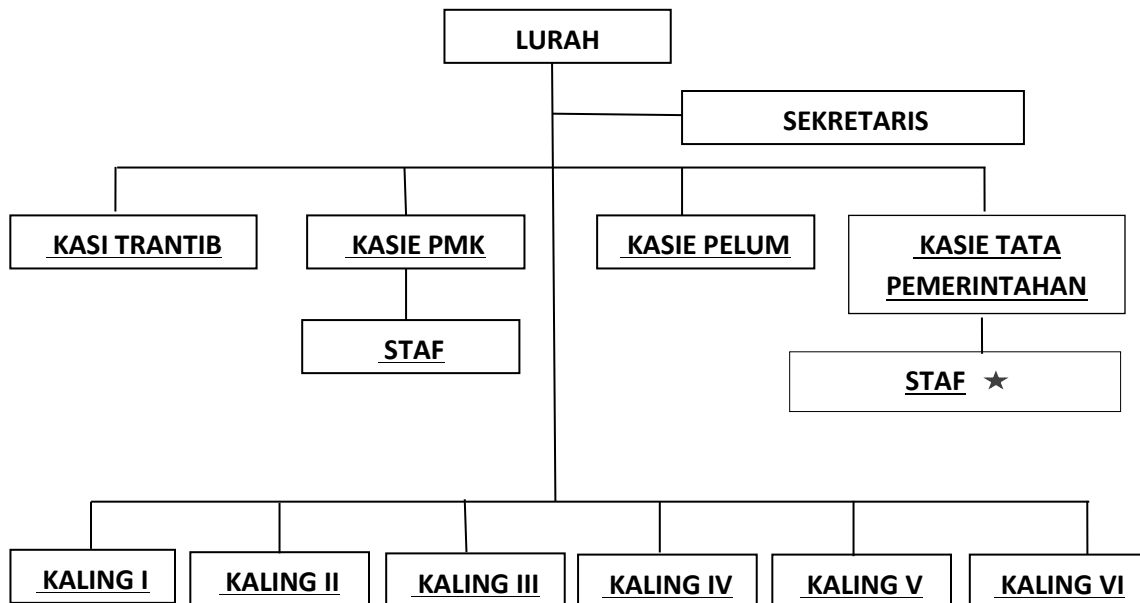 LURAH
SEKRETARIS
KASI TRANTIB
KASIE PMK
KASIE PELUM
KASIE TATA
PEMERINTAHAN
STAF
STAF ★
KALING I
KALING II
KALING III
KALING IV
KALING V
KALING VI